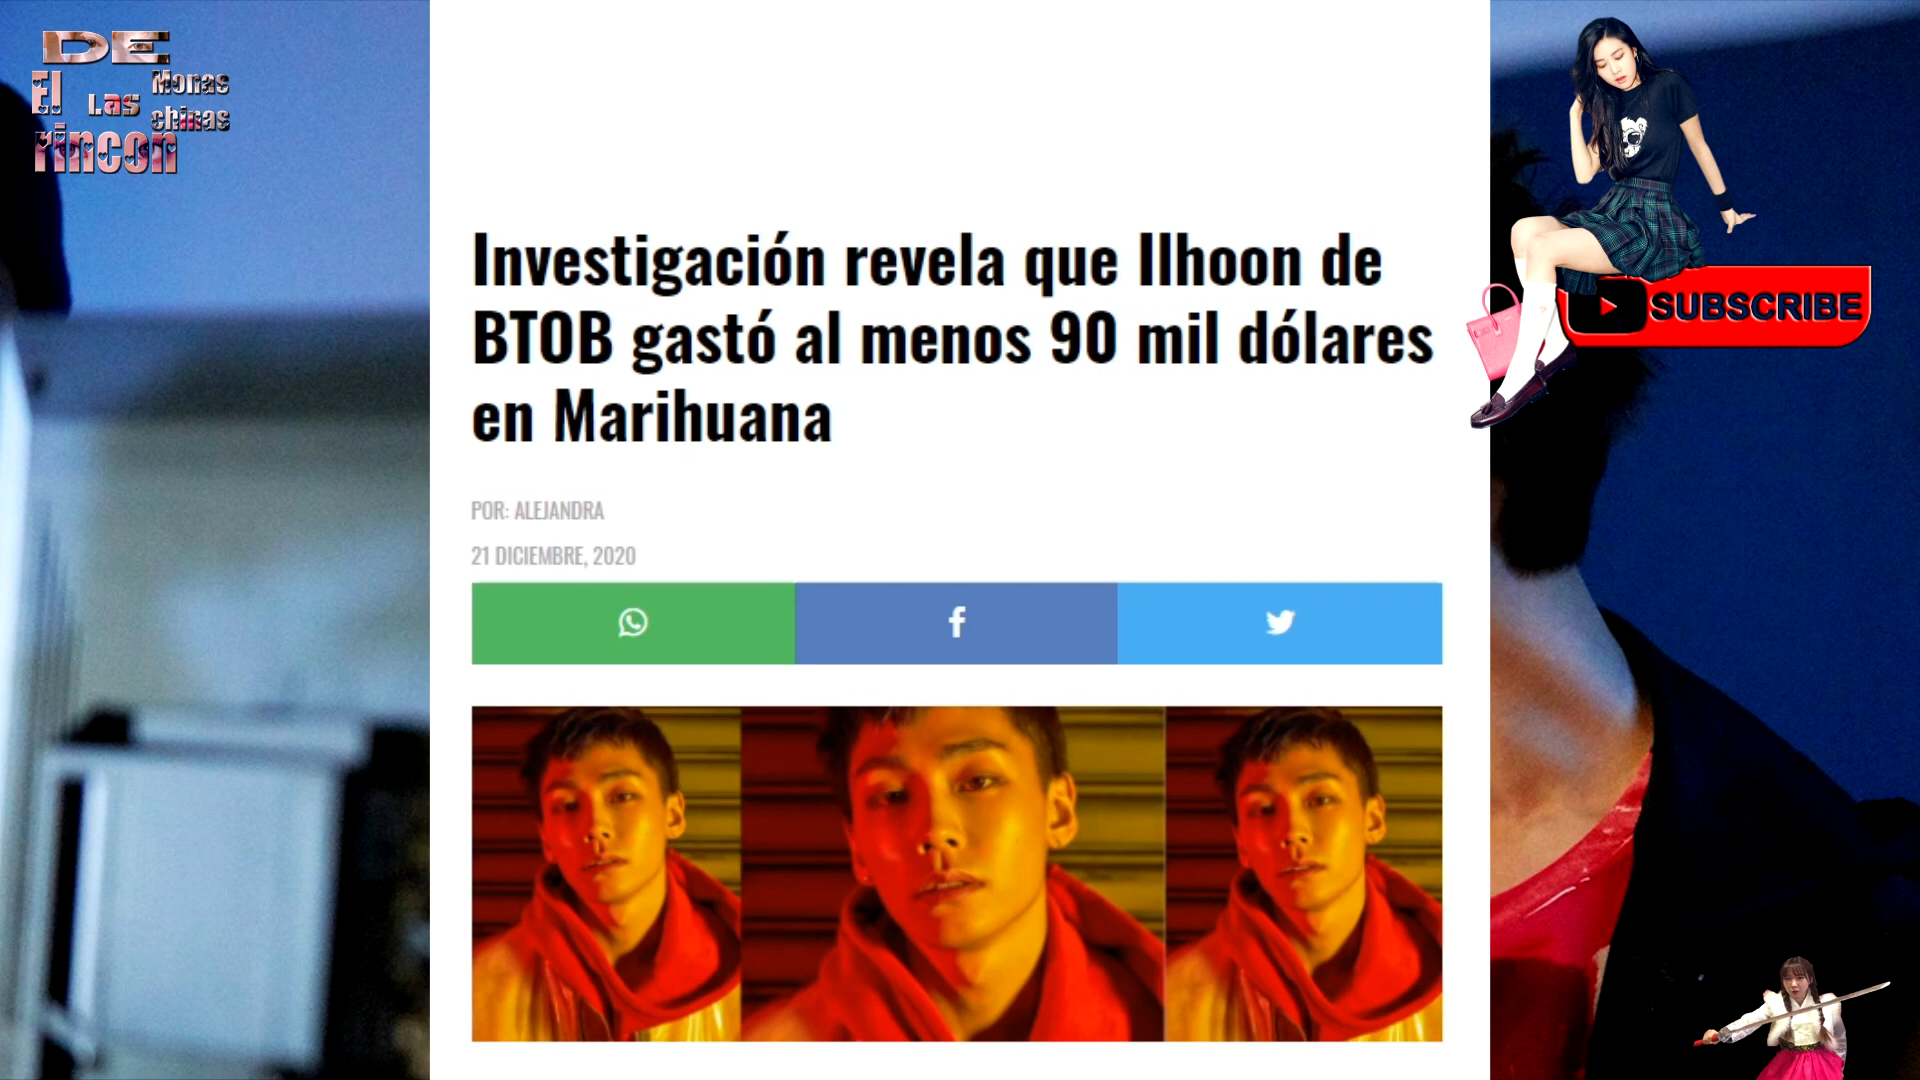 DE
El Las Monas
chinas
rincon
Investigación revela que Ilhoon de
BTOB gastó al menos 90 mil dólares
en Marihuana
POR: ALEJANDRA
21 DICIEMBRE, 2020
SUBSCRIBE